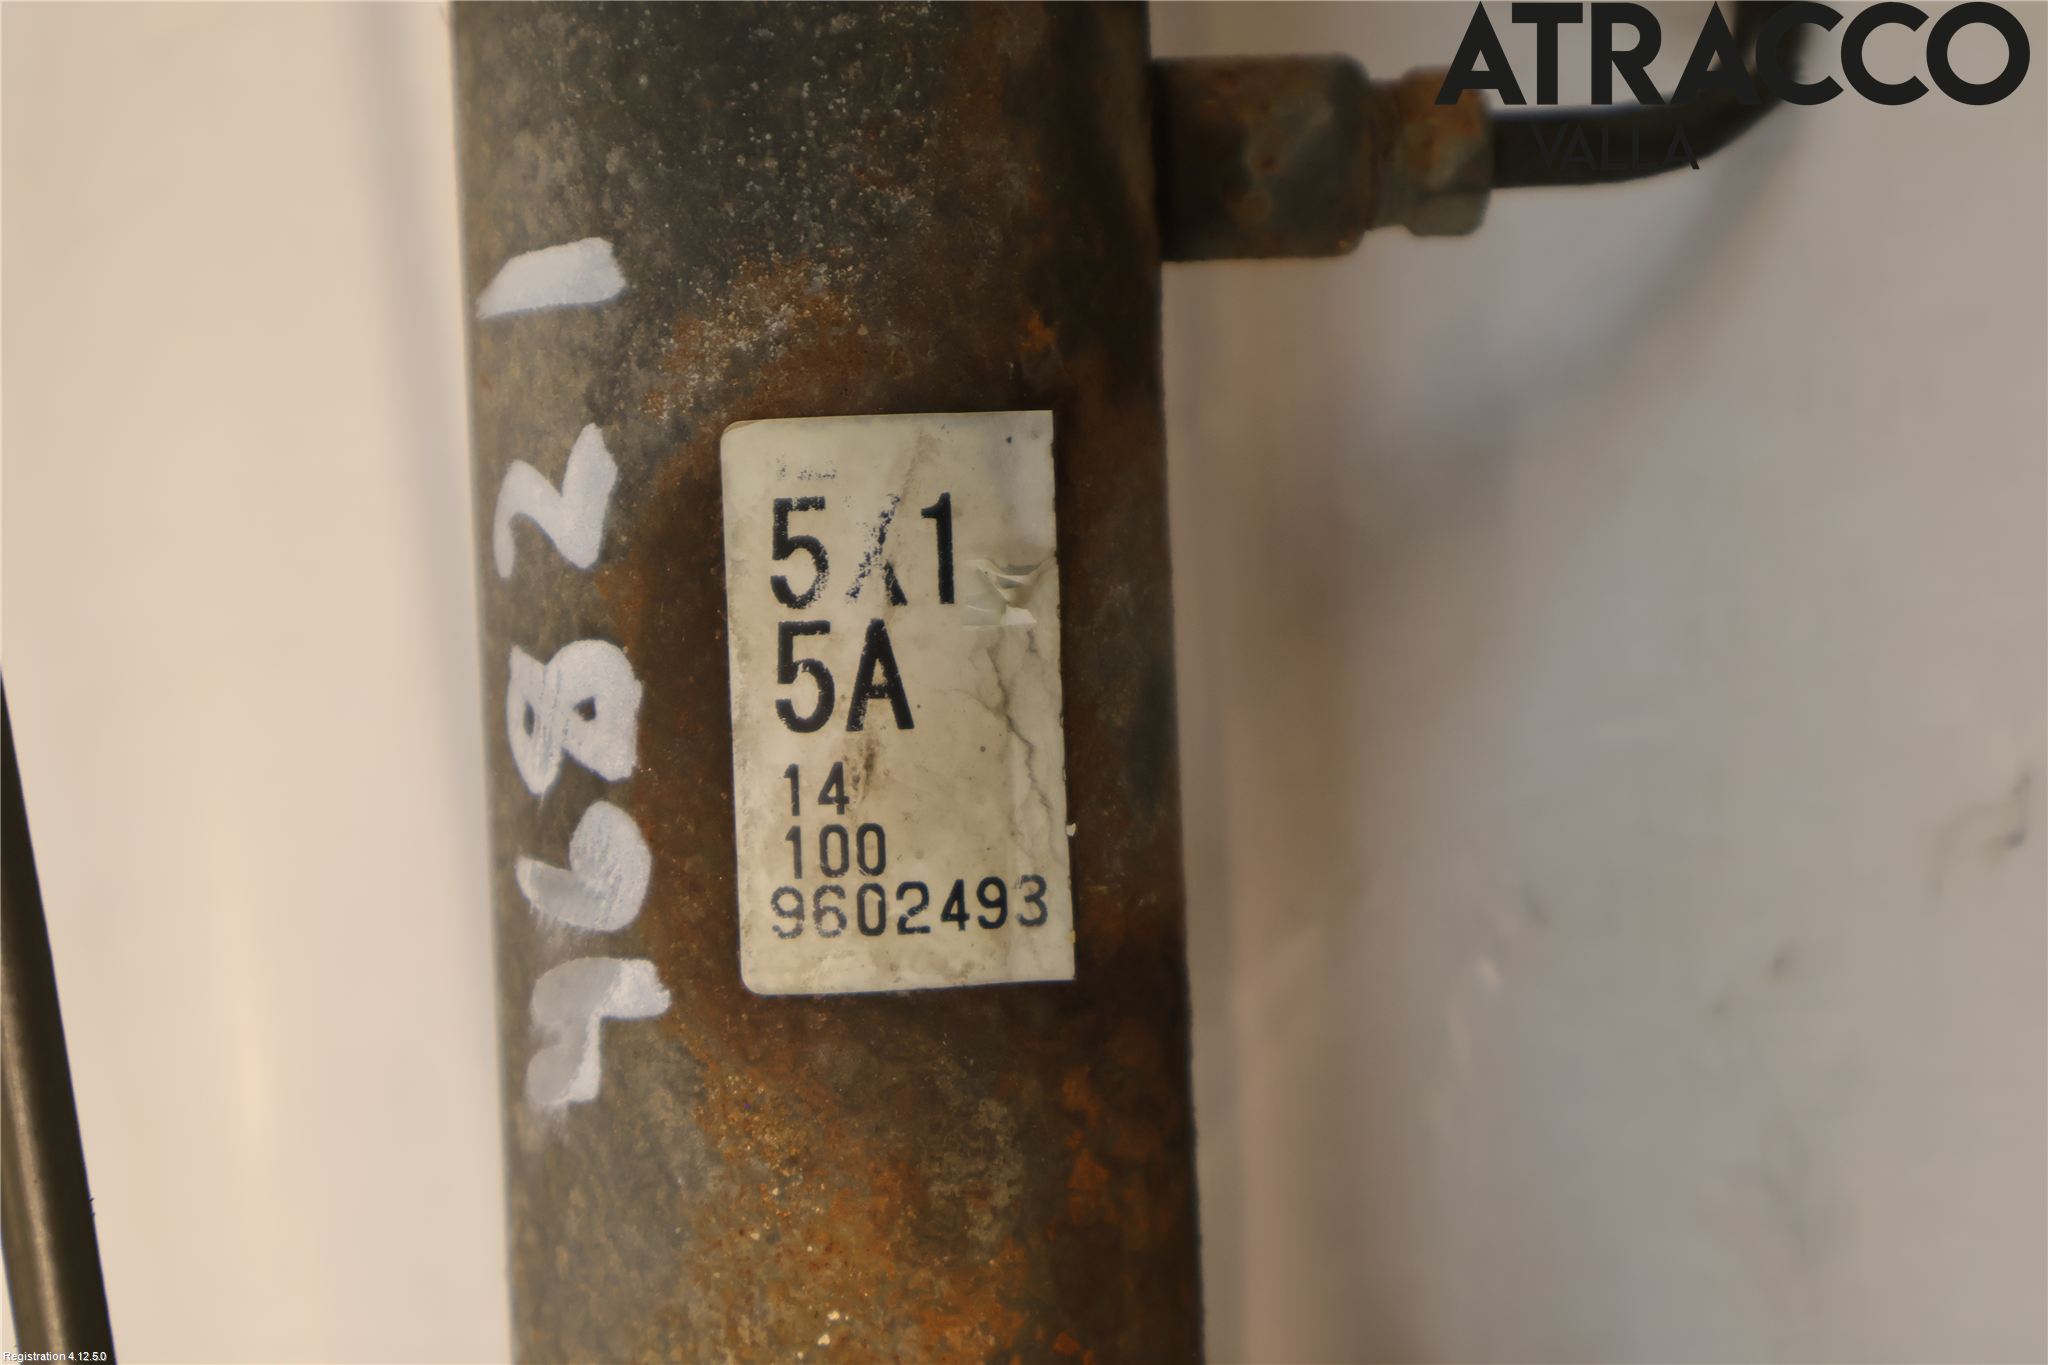 ATRACCO
VALLA
5X1
5A
14
100
9602493
Registration 4.12.5.0